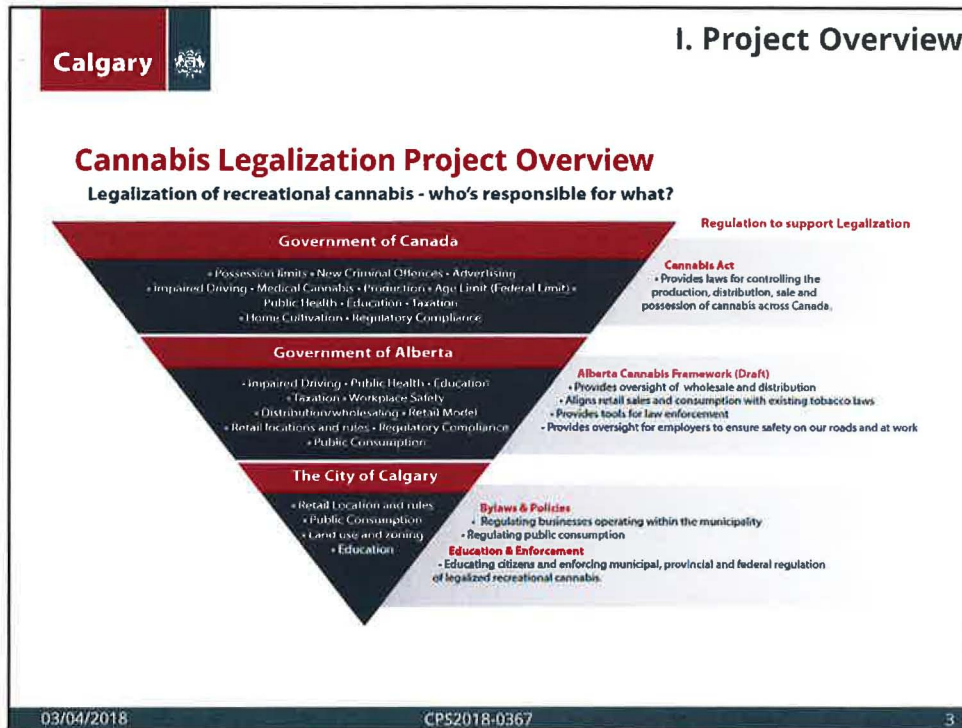 Calgary
I. Project Overview
Cannabis Legalization Project Overview
Legalization of recreational cannabis - who's responsible for what?
Regulation to support Legalization
Government of Canada
• Possession limits • New Criminal Offences • Advertising
• Impaired Driving • Medical Cannabis • Production • Age Limit (Federal Limit) •
Public Health • Education • Taxation
• Home Cultivation • Regulatory Compliance
Cannabis Act
• Provides laws for controlling the
production, distribution, sale and
possession of cannabis across Canada.
Government of Alberta
• Impaired Driving • Public Health • Education
• Taxation • Workplace Safety
• Distribution/wholesaling • Retail Model
• Retail locations and rules • Regulatory Compliance
• Public Consumption
Alberta Cannabis Framework (Draft)
• Provides oversight of wholesale and distribution
• Aligns retail sales and consumption with existing tobacco laws
• Provides tools for law enforcement
• Provides oversight for employers to ensure safety on our roads and at work
The City of Calgary
• Retail Location and rules
• Public Consumption
• Land use and zoning
• Education
Bylaws & Policies
• Regulating businesses operating within the municipality
• Regulating public consumption
Education & Enforcement
• Educating citizens and enforcing municipal, provincial and federal regulation
of legalized recreational cannabis.
03/04/2018
CPS2018-0367
3